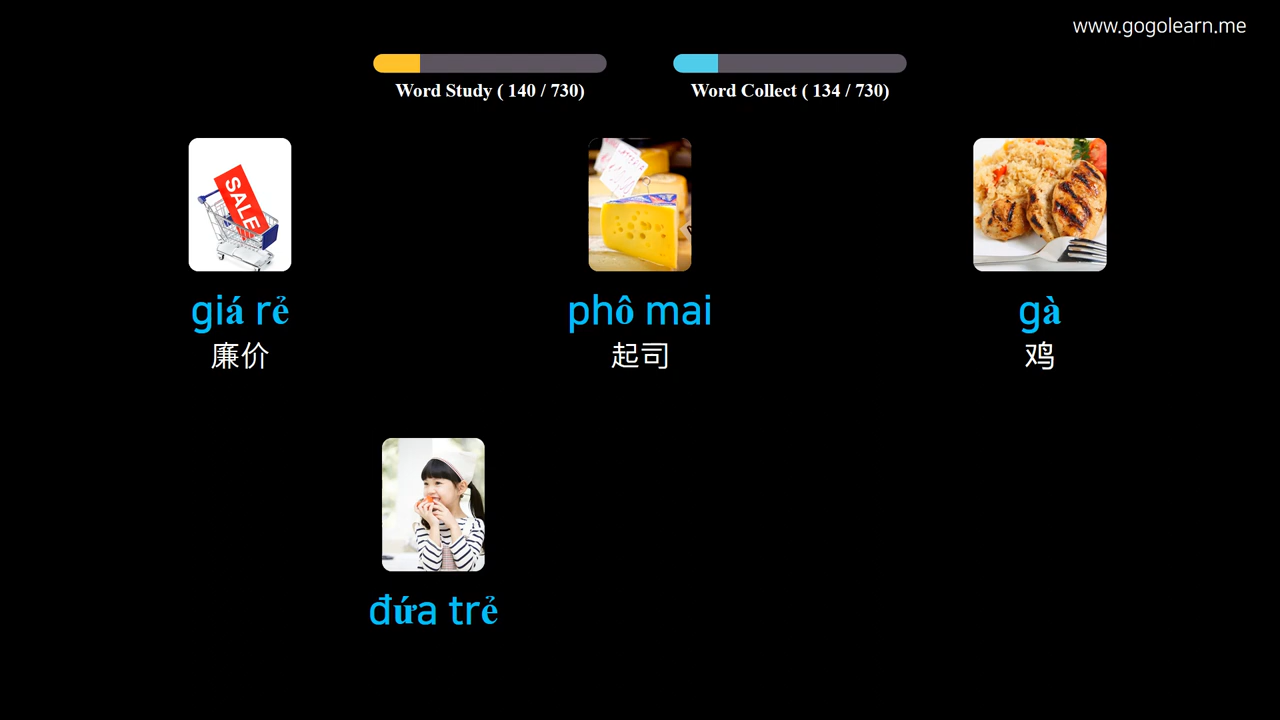 www.gogolearn.me
Word Study ( 140 / 730)
Word Collect ( 134 / 730)
SALE
giá rẻ
phô mai
gà
廉价
起司
鸡
đứa trẻ